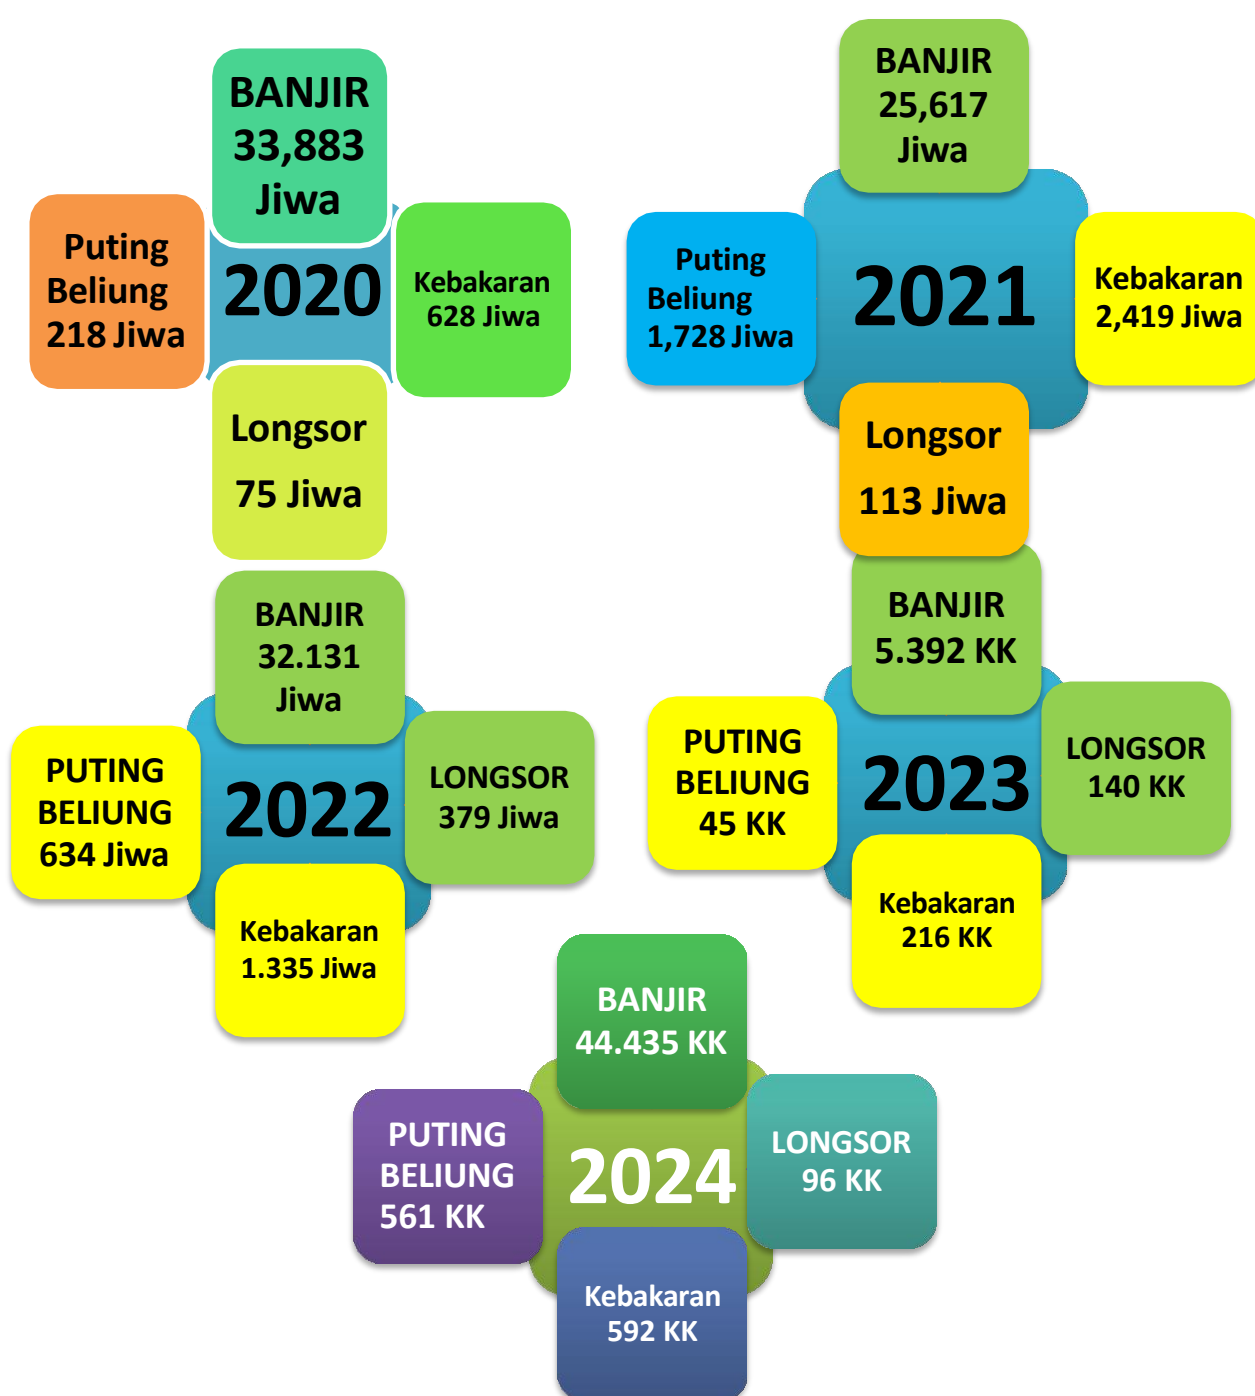 BANJIR
33,883
Jiwa
Puting
Beliung
218 Jiwa
2020
Kebakaran
628 Jiwa
Longsor
75 Jiwa
BANJIR
25,617
Jiwa
Puting
Beliung
1,728 Jiwa
2021
Kebakaran
2,419 Jiwa
Longsor
113 Jiwa
BANJIR
32.131
Jiwa
PUTING
BELIUNG
634 Jiwa
2022
LONGSOR
379 Jiwa
Kebakaran
1.335 Jiwa
BANJIR
5.392 KK
PUTING
BELIUNG
45 KK
2023
LONGSOR
140 KK
Kebakaran
216 KK
BANJIR
44.435 KK
PUTING
BELIUNG
561 KK
2024
LONGSOR
96 KK
Kebakaran
592 KK